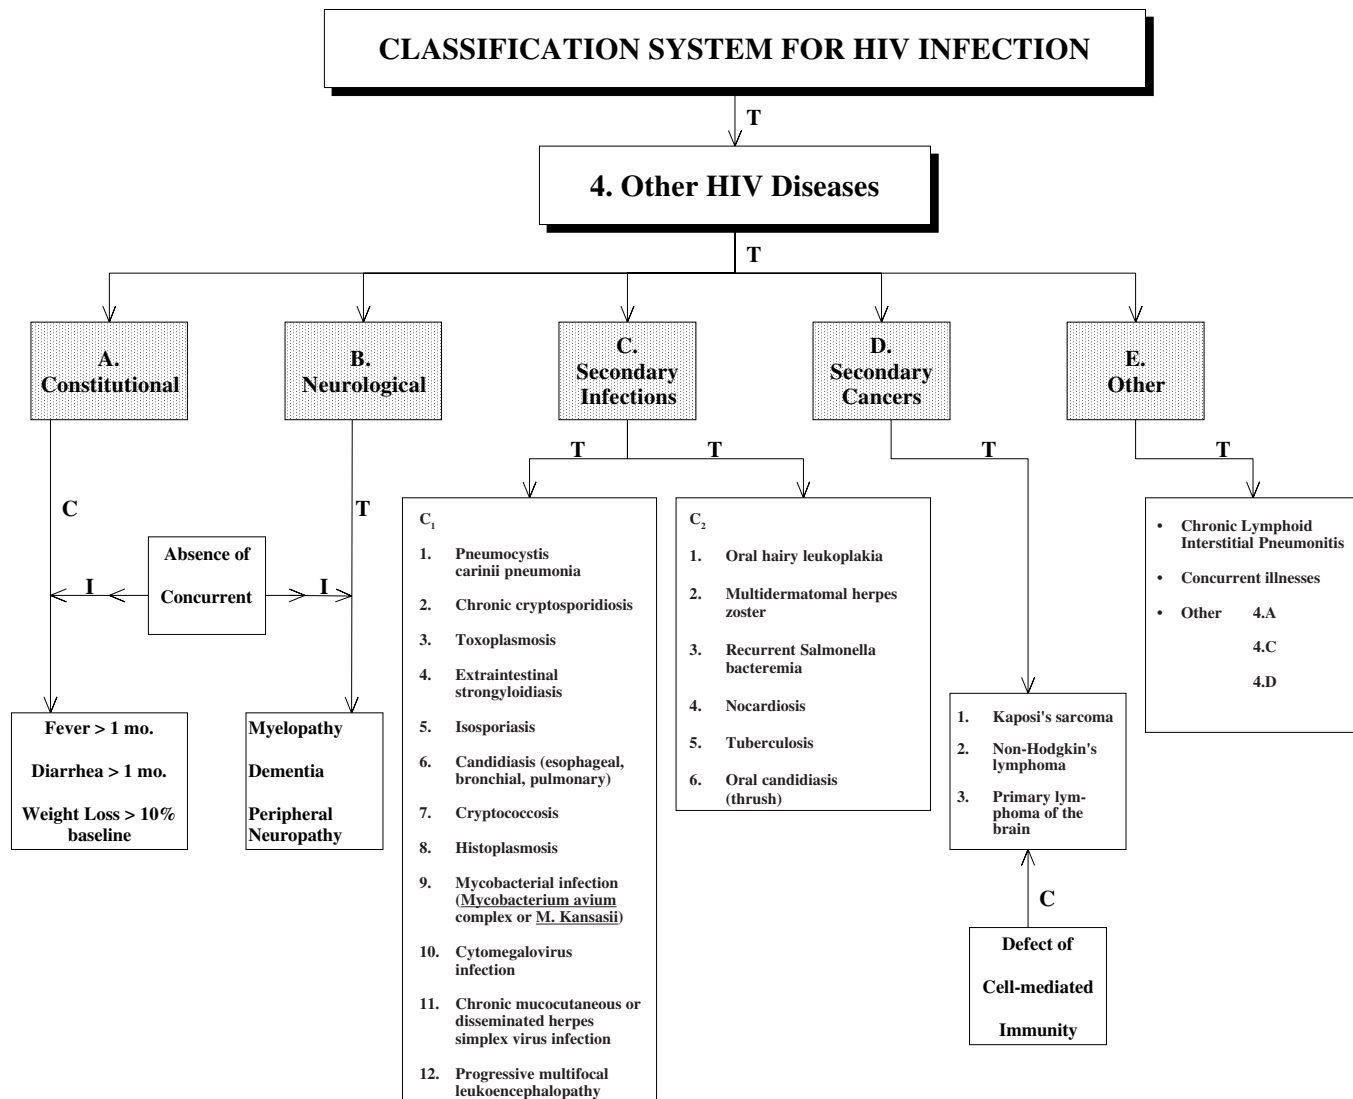 CLASSIFICATION SYSTEM FOR HIV INFECTION
T
4. Other HIV Diseases
T
A.
Constitutional
B.
Neurological
C.
Secondary
Infections
D.
Secondary
Cancers
E.
Other
C
T
T
T
T
T
Absence of
Concurrent
I
I
Fever > 1 mo.
Diarrhea > 1 mo.
Weight Loss > 10%
baseline
Myelopathy
Dementia
Peripheral
Neuropathy
C1
1. Pneumocystis
carinii pneumonia
2. Chronic cryptosporidiosis
3. Toxoplasmosis
4. Extraintestinal
strongyloidiasis
5. Isosporiasis
6. Candidiasis (esophageal,
bronchial, pulmonary)
7. Cryptococcosis
8. Histoplasmosis
9. Mycobacterial infection
(Mycobacterium avium
complex or M. Kansasii)
10. Cytomegalovirus
infection
11. Chronic mucocutaneous or
disseminated herpes
simplex virus infection
12. Progressive multifocal
leukoencephalopathy
C2
1. Oral hairy leukoplakia
2. Multidermatomal herpes
zoster
3. Recurrent Salmonella
bacteremia
4. Nocardiosis
5. Tuberculosis
6. Oral candidiasis
(thrush)
1. Kaposi's sarcoma
2. Non-Hodgkin's
lymphoma
3. Primary lym-
phoma of the
brain
C
Defect of
Cell-mediated
Immunity
• Chronic Lymphoid
Interstitial Pneumonitis
• Concurrent illnesses
• Other 4.A
4.C
4.D